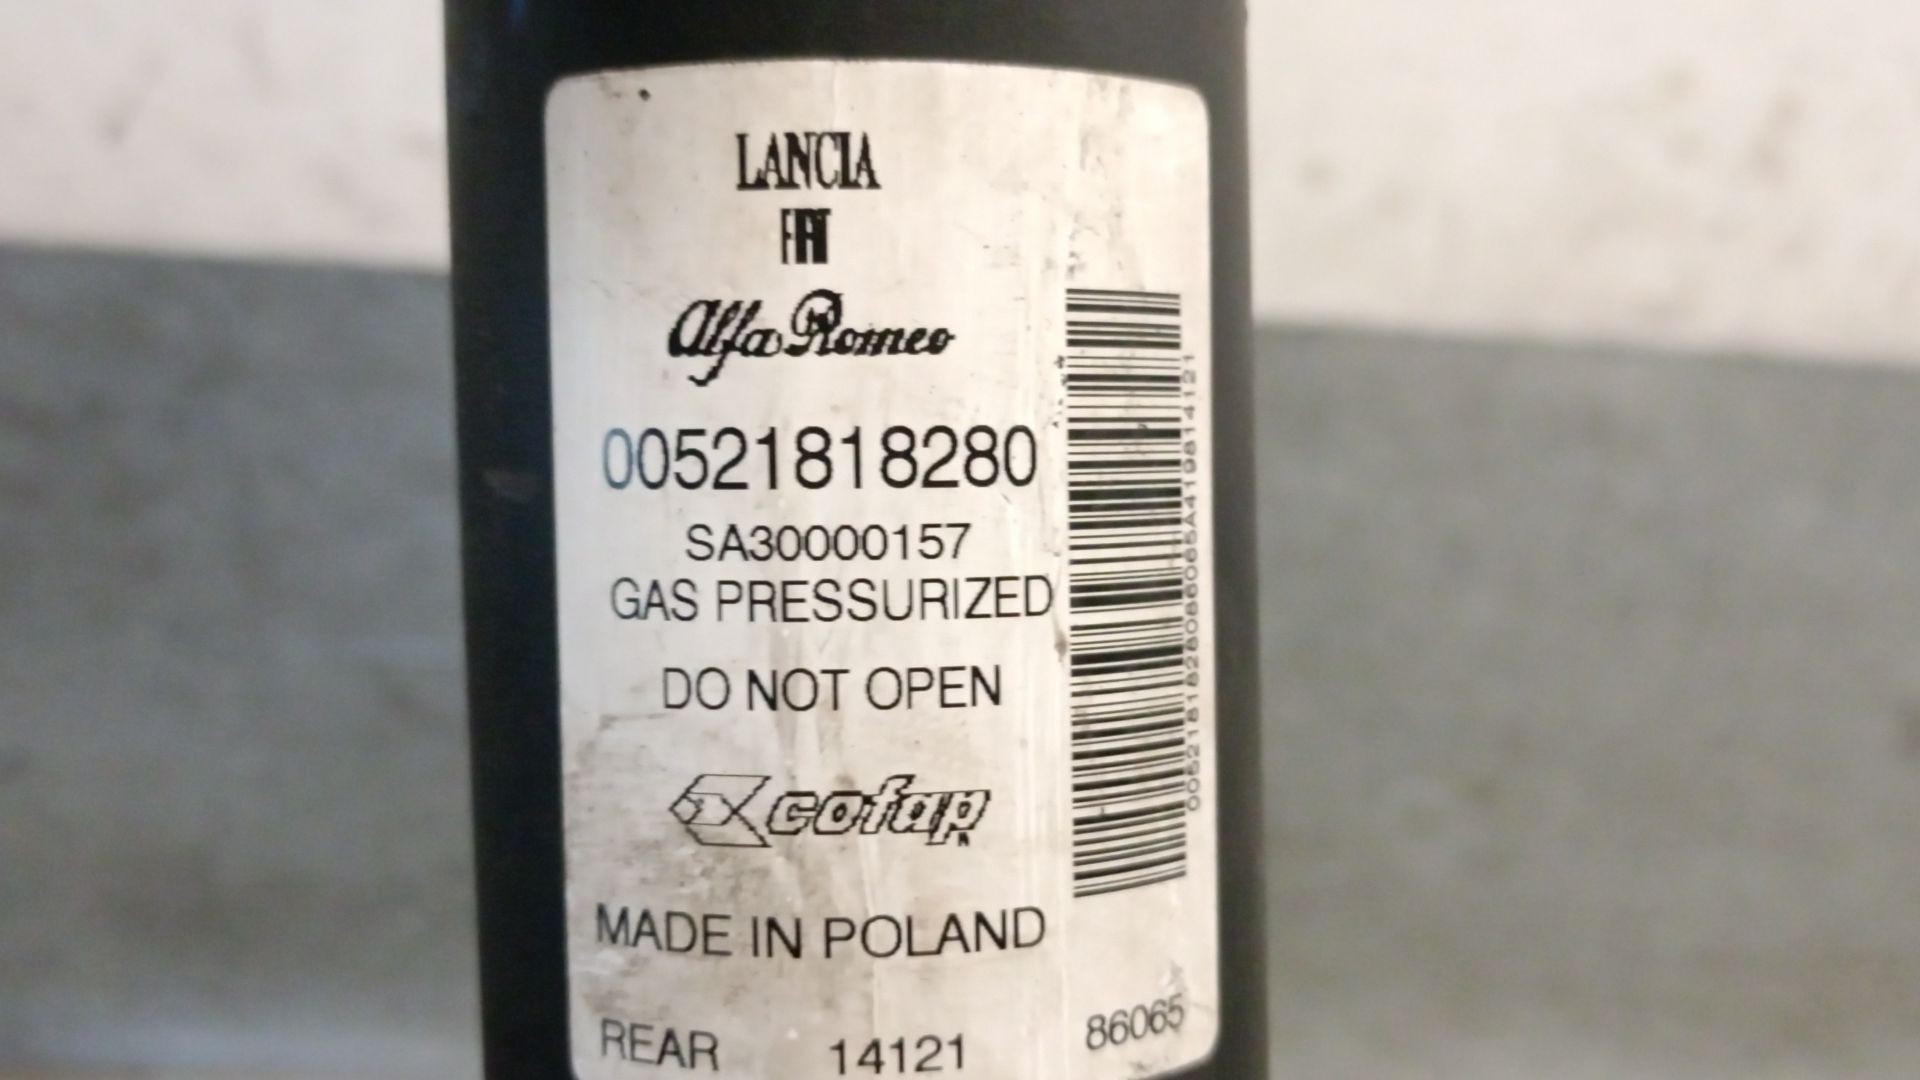 LANCIA
FIAT
Alfa Romeo
00521818280
SA30000157
GAS PRESSURIZED
DO NOT OPEN
cofap
MADE IN POLAND
REAR 14121 86065